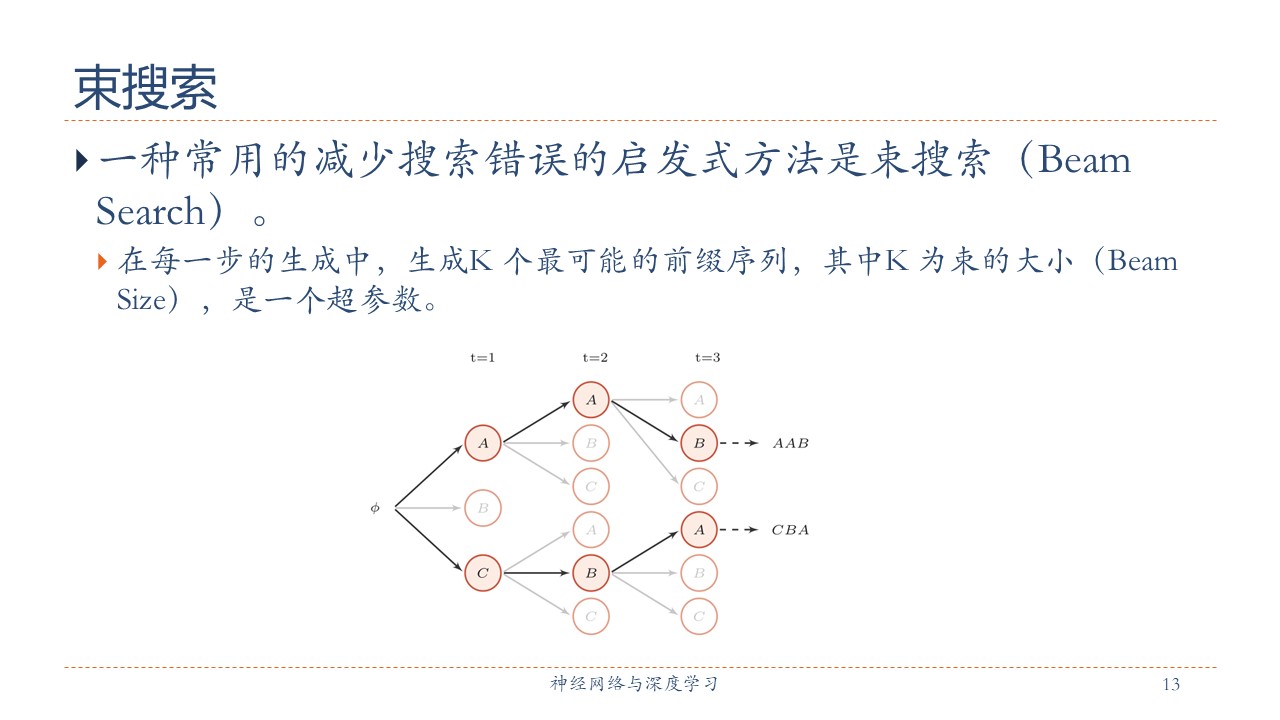 束搜索
一种常用的减少搜索错误的启发式方法是束搜索（Beam
Search）。
在每一步的生成中，生成K 个最可能的前缀序列，其中K 为束的大小（Beam
Size），是一个超参数。
t=1 t=2 t=3
A A
A B B AAB
C C
ϕ B
A A CBA
C B B
C C
神经网络与深度学习 13